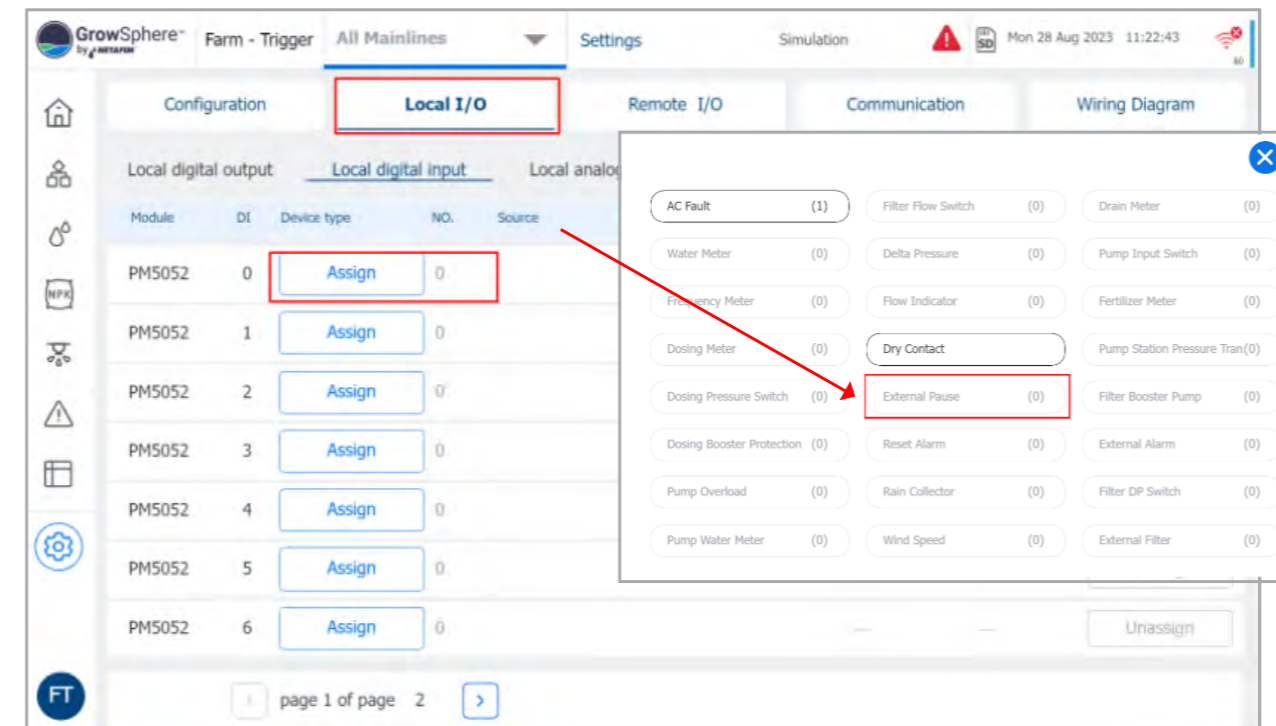 GrowSphere™
by NETAFIM
Farm - Trigger
All Mainlines
Settings
Simulation
SD
Mon 28 Aug 2023 11:22:43
60
Configuration
Local I/O
Remote I/O
Communication
Wiring Diagram
Local digital output
Local digital input
Local analog
Module DI Device type NO. Source
PM5052 0 Assign 0
PM5052 1 Assign 0
PM5052 2 Assign 0
PM5052 3 Assign 0
PM5052 4 Assign 0
PM5052 5 Assign 0
PM5052 6 Assign 0 — — Unassign
NPK
FT
page 1 of page 2 >
AC Fault (1) Filter Flow Switch (0) Drain Meter (0)
Water Meter (0) Delta Pressure (0) Pump Input Switch (0)
Frequency Meter (0) Flow Indicator (0) Fertilizer Meter (0)
Dosing Meter (0) Dry Contact Pump Station Pressure Tran(0)
Dosing Pressure Switch (0) External Pause (0) Filter Booster Pump (0)
Dosing Booster Protection (0) Reset Alarm (0) External Alarm (0)
Pump Overload (0) Rain Collector (0) Filter DP Switch (0)
Pump Water Meter (0) Wind Speed (0) External Filter (0)